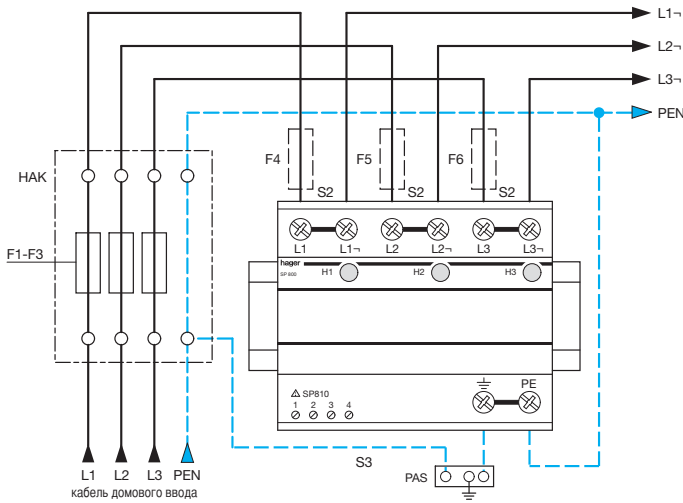 L1¬
L2¬
L3¬
PEN
F4
F5
F6
HAK
S2
S2
S2
L1
L1¬
L2
L2¬
L3
L3¬
hager
SP 800
H1
H2
H3
F1-F3
⚠ SP810
1 2 3 4
PE
S3
PAS
L1 L2 L3 PEN
кабель домового ввода